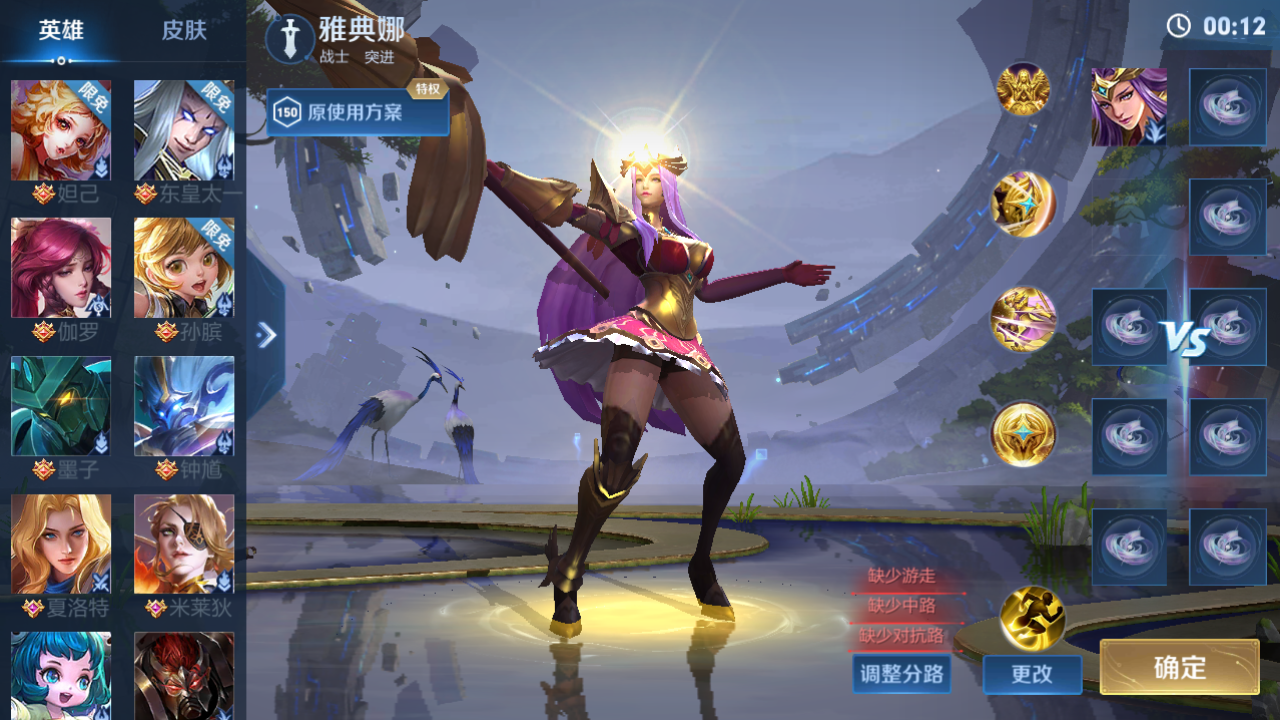 英雄
皮肤
雅典娜
战士 突进
特权
150 原使用方案
00:12
限免
限免
妲己
东皇太一
限免
伽罗
孙膑
墨子
钟馗
夏洛特
米莱狄
VS
缺少游走
缺少中路
缺少对抗路
调整分路
更改
确定